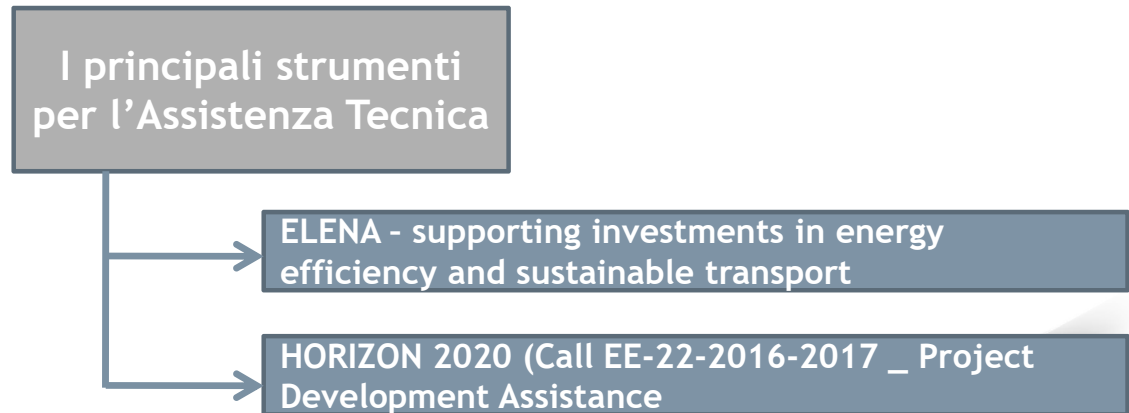 I principali strumenti
per l'Assistenza Tecnica
ELENA – supporting investments in energy
efficiency and sustainable transport
HORIZON 2020 (Call EE-22-2016-2017 _ Project
Development Assistance